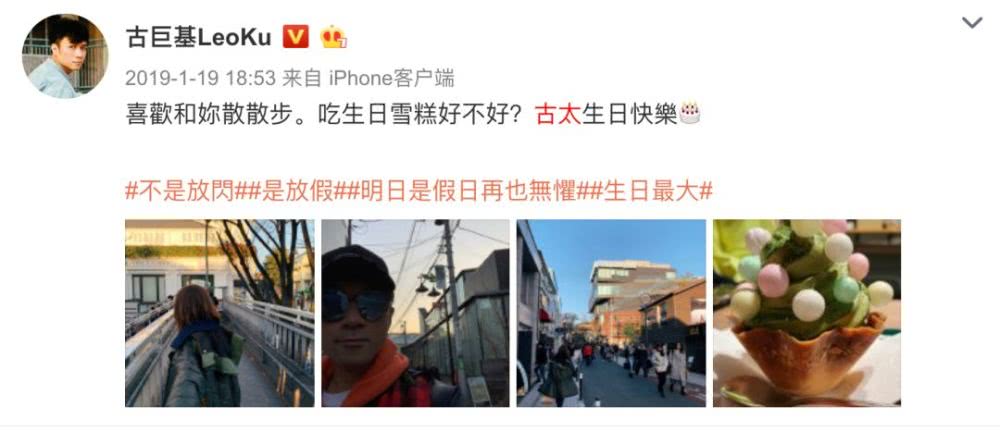 古巨基LeoKu
2019-1-19 18:53 来自 iPhone客户端
喜歡和妳散散步。吃生日雪糕好不好？古太生日快樂
#不是放閃##是放假##明日是假日再也無懼##生日最大#